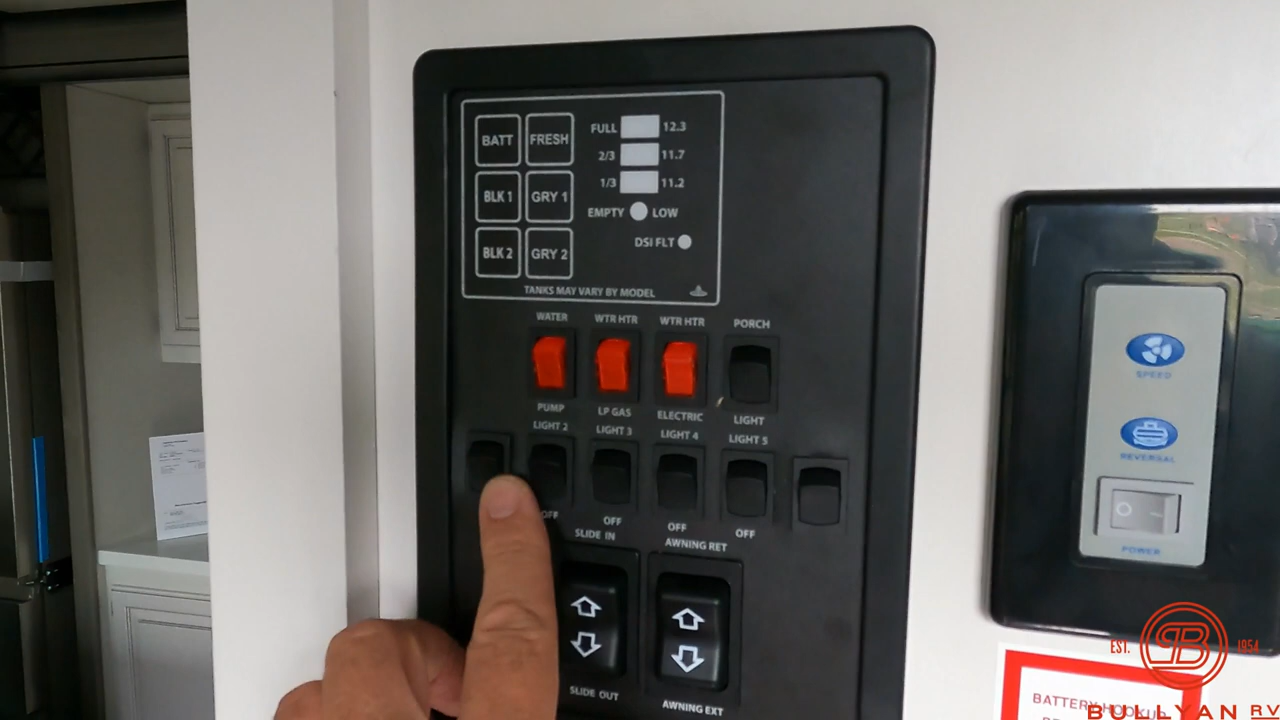 BATT FRESH FULL 12.3
2/3 11.7
BLK 1 GRY 1 1/3 11.2
EMPTY LOW
BLK 2 GRY 2 DSI FLT
TANKS MAY VARY BY MODEL
WATER WTR HTR WTR HTR PORCH
PUMP LP GAS ELECTRIC LIGHT
LIGHT 2 LIGHT 3 LIGHT 4 LIGHT 5
OFF OFF OFF OFF
SLIDE IN AWNING RET
SLIDE OUT AWNING EXT
SPEED
REVERSAL
POWER
BATTERY HOOKUP
EST. PB 1954
BULLYAN RV